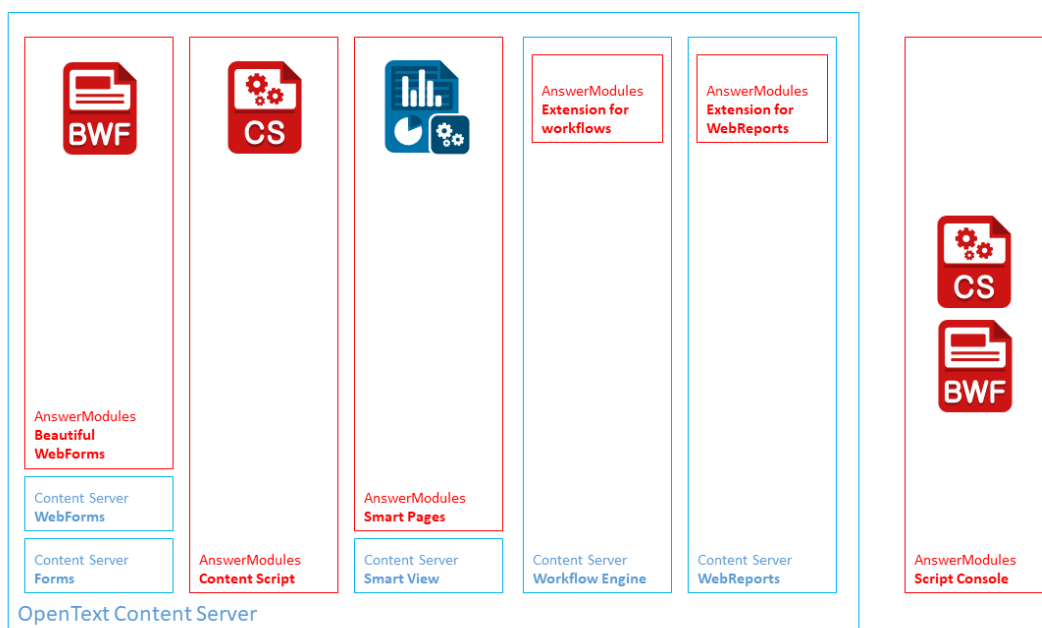 BWF
AnswerModules
Beautiful
WebForms
Content Server
WebForms
Content Server
Forms
CS
AnswerModules
Content Script
AnswerModules
Smart Pages
Content Server
Smart View
AnswerModules
Extension for
workflows
Content Server
Workflow Engine
AnswerModules
Extension for
WebReports
Content Server
WebReports
OpenText Content Server
CS
BWF
AnswerModules
Script Console